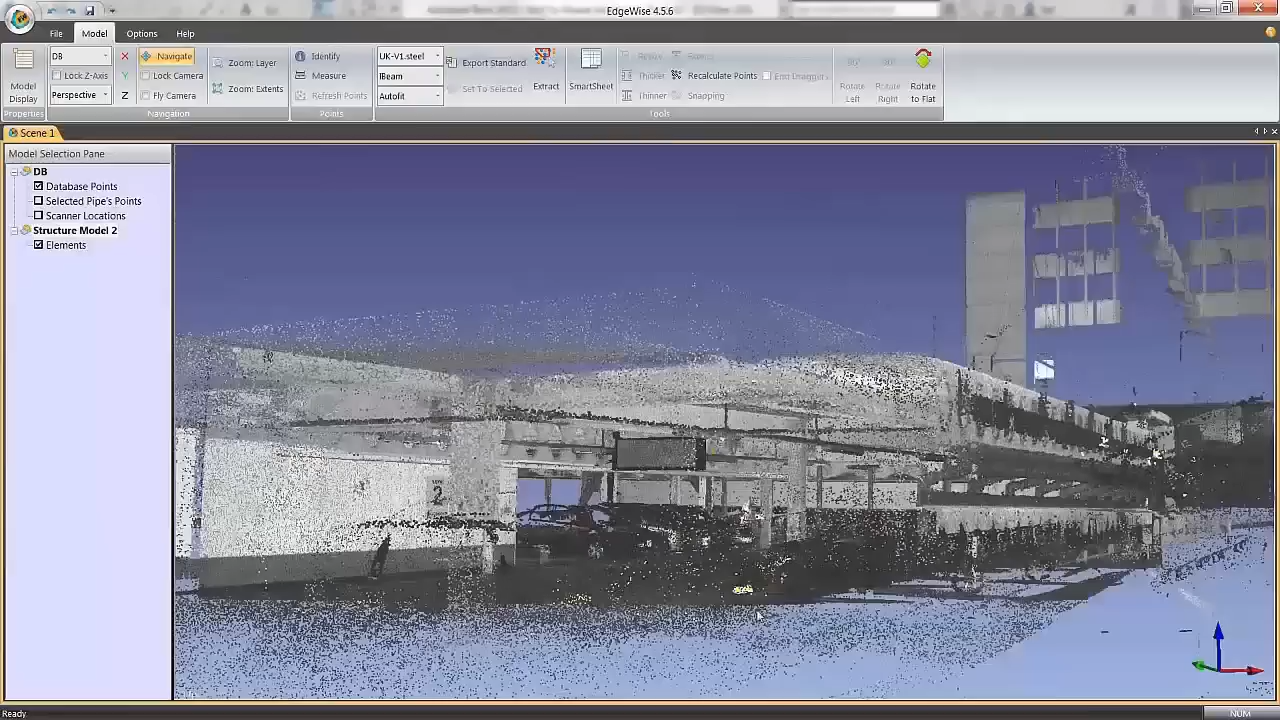 EdgeWise 4.5.6
File Model Options Help
DB
Lock Z-Axis
Perspective
X
Y
Z
Navigate
Lock Camera
Fly Camera
Zoom: Layer
Zoom: Extents
Identify
Measure
Refresh Points
UK-V1.steel
IBeam
Autofit
Export Standard
Set To Selected
Extract
SmartSheet
Thicker
Thinner
Recalculate Points
Snapping
End Draggers
Rotate Left
Rotate Right
Rotate to Flat
Model Display
Properties Navigation Points Tools
Scene 1
Model Selection Pane
DB
Database Points
Selected Pipe's Points
Scanner Locations
Structure Model 2
Elements
2
Ready
NUM